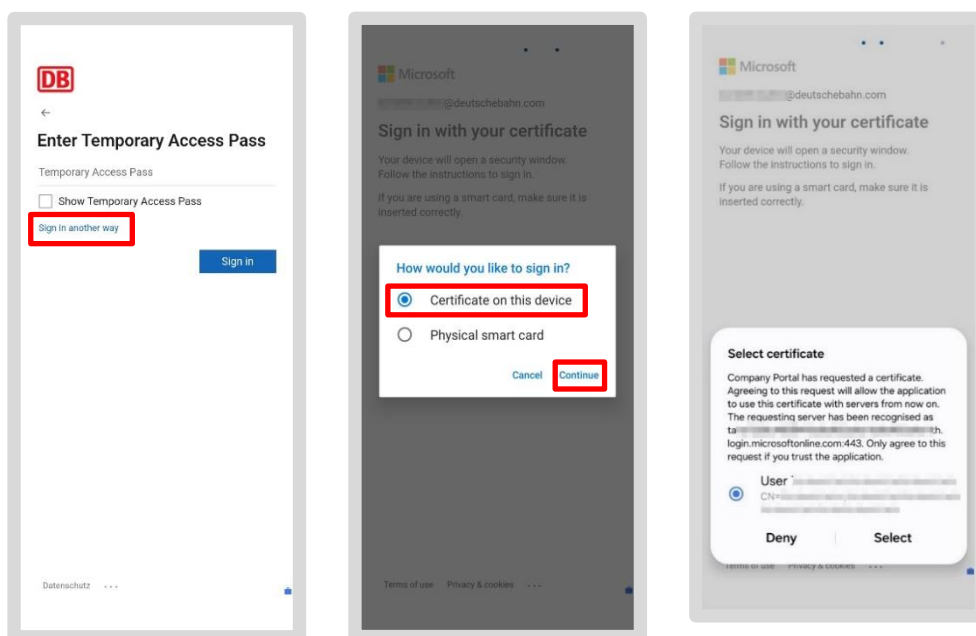 DB
←
Enter Temporary Access Pass
Temporary Access Pass
Show Temporary Access Pass
Sign in another way
Sign in
Datenschutz ...
Microsoft
@deutschebahn.com
Sign in with your certificate
Your device will open a security window.
Follow the instructions to sign in.
If you are using a smart card, make sure it is
inserted correctly.
How would you like to sign in?
Certificate on this device
Physical smart card
Cancel Continue
Terms of use Privacy & cookies ...
Microsoft
@deutschebahn.com
Sign in with your certificate
Your device will open a security window.
Follow the instructions to sign in.
If you are using a smart card, make sure it is
inserted correctly.
Select certificate
Company Portal has requested a certificate.
Agreeing to this request will allow the application
to use this certificate with servers from now on.
The requesting server has been recognised as
ta th.
login.microsoftonline.com:443. Only agree to this
request if you trust the application.
User
CN=
Deny Select
Terms of use Privacy & cookies ...